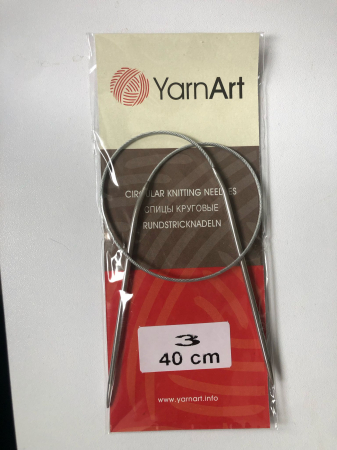 YarnArt
CIRCULAR KNITTING NEEDLES
СПИЦЫ КРУГОВЫЕ
RUNDSTRICKNADELN
3
40 cm
www.yarnart.info